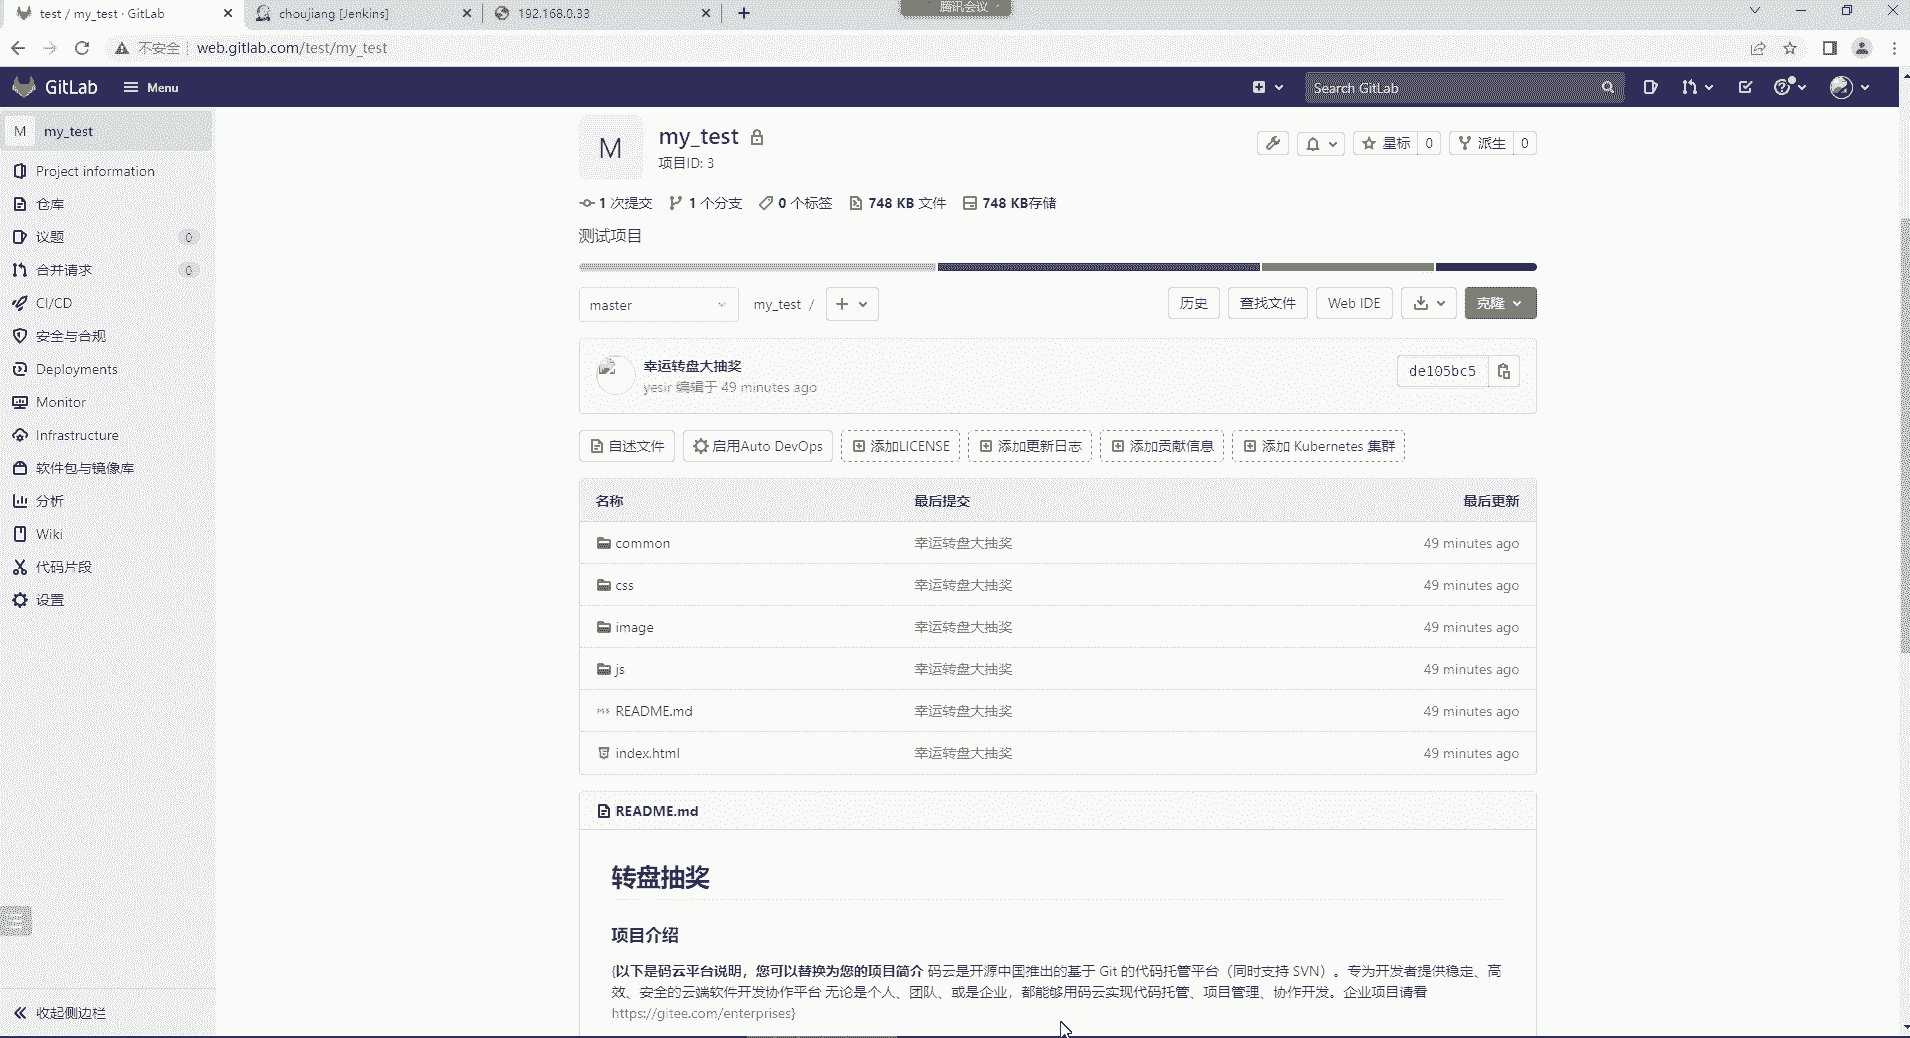 test / my_test · GitLab
choujiang [Jenkins]
192.168.0.33
腾讯会议
不安全
web.gitlab.com/test/my_test
GitLab
Menu
Search GitLab
M
my_test
Project information
仓库
议题
0
合并请求
0
CI/CD
安全与合规
Deployments
Monitor
Infrastructure
软件包与镜像库
分析
Wiki
代码片段
设置
收起侧边栏
M
my_test
项目ID: 3
星标
0
派生
0
1 次提交
1 个分支
0 个标签
748 KB 文件
748 KB存储
测试项目
master
my_test /
历史
查找文件
Web IDE
克隆
幸运转盘大抽奖
yesir 编辑于 49 minutes ago
de105bc5
自述文件
启用Auto DevOps
添加LICENSE
添加更新日志
添加贡献信息
添加 Kubernetes 集群
名称 最后提交 最后更新
common 幸运转盘大抽奖 49 minutes ago
css 幸运转盘大抽奖 49 minutes ago
image 幸运转盘大抽奖 49 minutes ago
js 幸运转盘大抽奖 49 minutes ago
README.md 幸运转盘大抽奖 49 minutes ago
index.html 幸运转盘大抽奖 49 minutes ago
README.md
转盘抽奖
项目介绍
{以下是码云平台说明，您可以替换为您的项目简介 码云是开源中国推出的基于 Git 的代码托管平台（同时支持 SVN）。专为开发者提供稳定、高
效、安全的云端软件开发协作平台 无论是个人、团队、或是企业，都能够用码云实现代码托管、项目管理、协作开发。企业项目请看
https://gitee.com/enterprises}